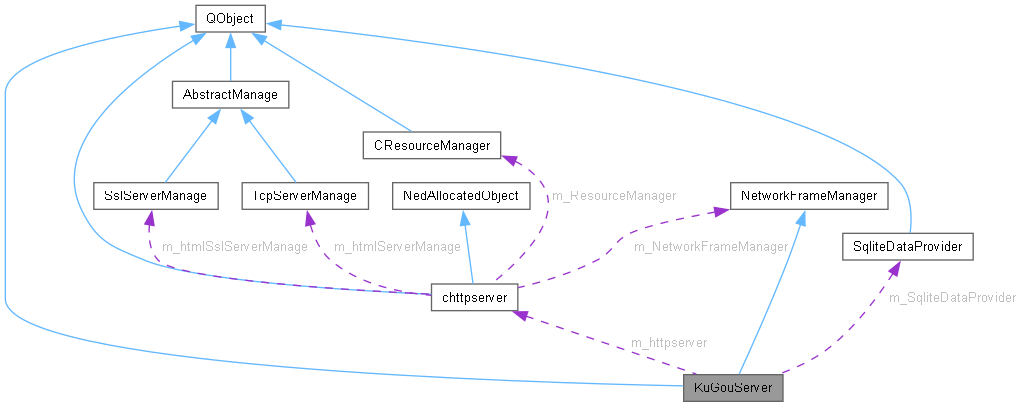 QObject
AbstractManage
CResourceManager
SslServerManage
TcpServerManage
NedAllocatedObject
m_ResourceManager
NetworkFrameManager
m_htmlSslServerManage
m_htmlServerManage
m_NetworkFrameManager
SqliteDataProvider
chttpserver
m_SqliteDataProvider
m_httpserver
KuGouServer